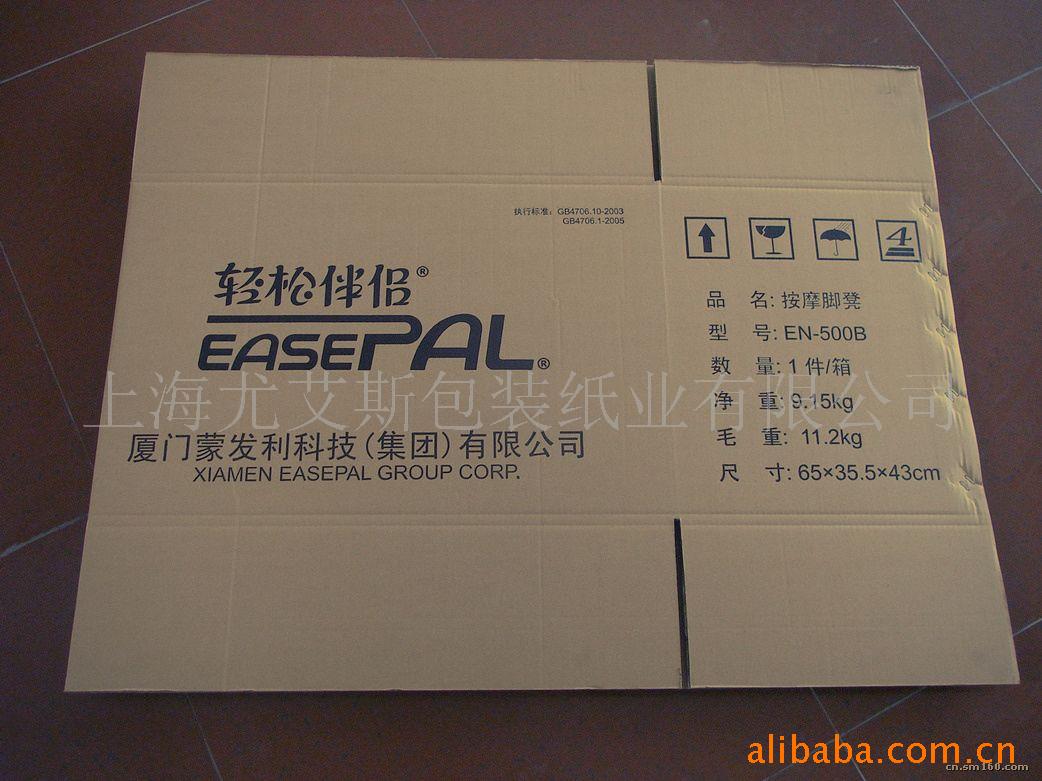 执行标准：GB4706.10-2003
GB4706.1-2005
轻松伴侣®
EASEPAL®
厦门蒙发利科技(集团)有限公司
XIAMEN EASEPAL GROUP CORP.
4
品 名: 按摩脚凳
型 号: EN-500B
数 量: 1 件/箱
净 重: 9.15kg
毛 重: 11.2kg
尺 寸: 65×35.5×43cm
上海尤艾斯包装纸业有限公司
alibaba.com.cn
cn.sm160.com